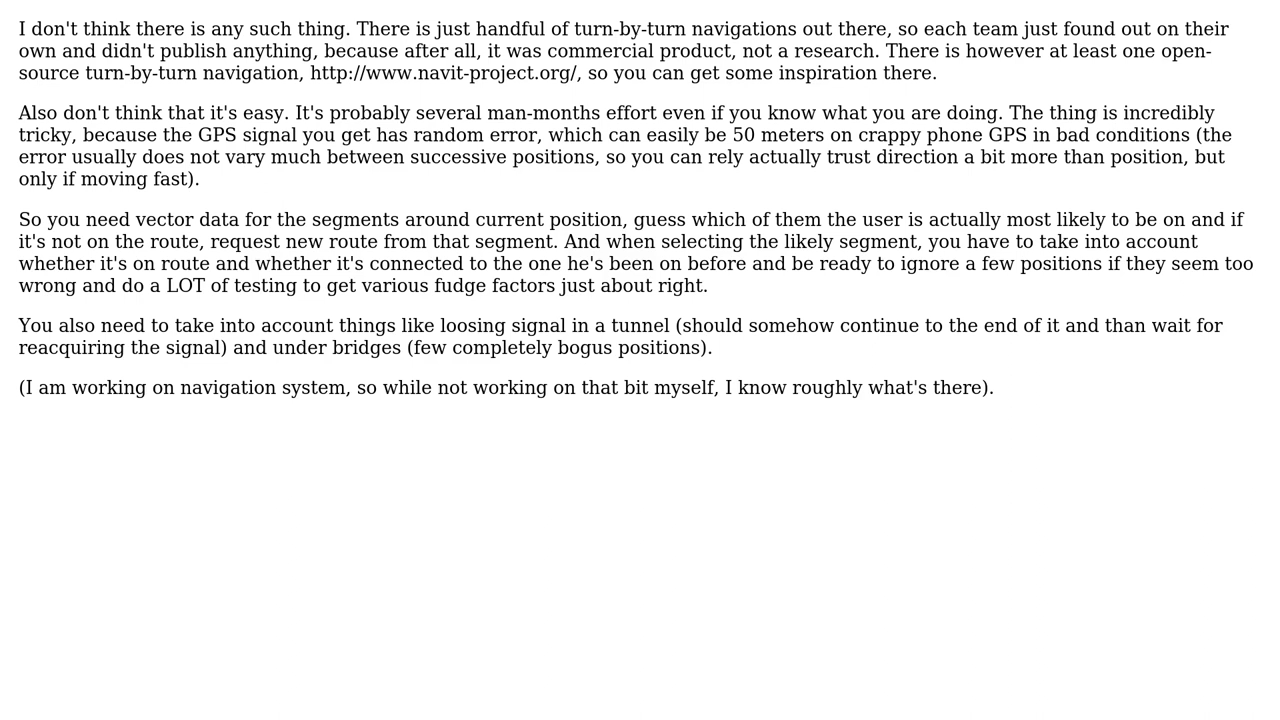 I don't think there is any such thing. There is just handful of turn-by-turn navigations out there, so each team just found out on their
own and didn't publish anything, because after all, it was commercial product, not a research. There is however at least one open-
source turn-by-turn navigation, http://www.navit-project.org/, so you can get some inspiration there.
Also don't think that it's easy. It's probably several man-months effort even if you know what you are doing. The thing is incredibly
tricky, because the GPS signal you get has random error, which can easily be 50 meters on crappy phone GPS in bad conditions (the
error usually does not vary much between successive positions, so you can rely actually trust direction a bit more than position, but
only if moving fast).
So you need vector data for the segments around current position, guess which of them the user is actually most likely to be on and if
it's not on the route, request new route from that segment. And when selecting the likely segment, you have to take into account
whether it's on route and whether it's connected to the one he's been on before and be ready to ignore a few positions if they seem too
wrong and do a LOT of testing to get various fudge factors just about right.
You also need to take into account things like loosing signal in a tunnel (should somehow continue to the end of it and than wait for
reacquiring the signal) and under bridges (few completely bogus positions).
(I am working on navigation system, so while not working on that bit myself, I know roughly what's there).